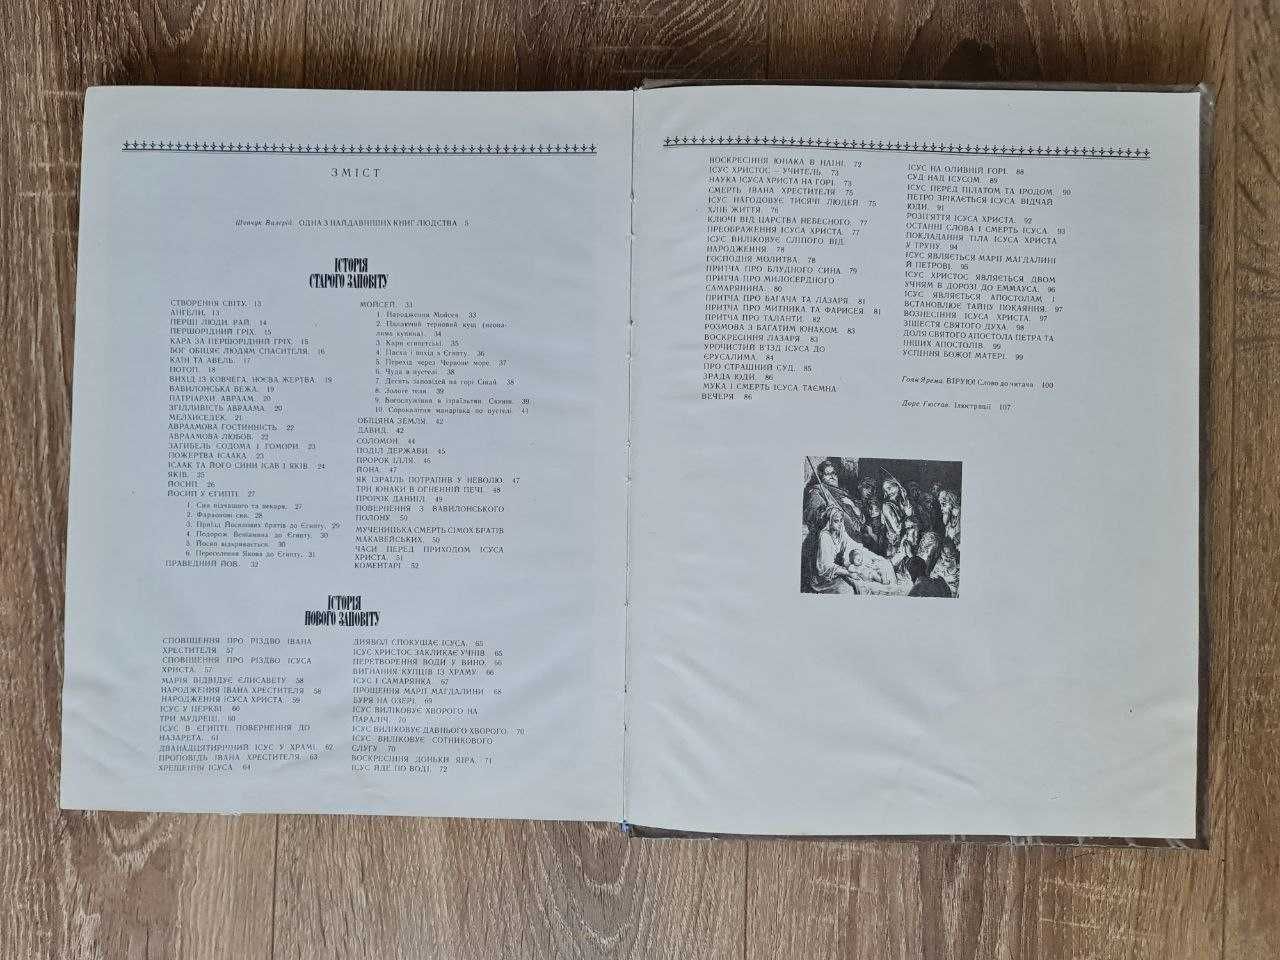 ЗМІСТ
Шевчук Валерій. ОДНА З НАЙДАВНІШИХ КНИГ ЛЮДСТВА 5
ІСТОРІЯ
СТАРОГО ЗАПОВІТУ
СТВОРЕННЯ СВІТУ. 13
АНГЕЛИ. 13
ПЕРШІ ЛЮДИ. РАЙ. 14
ПЕРШОРІДНИЙ ГРІХ. 15
КАРА ЗА ПЕРШОРІДНИЙ ГРІХ. 15
БОГ ОБІЦЯЄ ЛЮДЯМ СПАСИТЕЛЯ. 16
КАЇН ТА АВЕЛЬ. 17
ПОТОП. 18
ВИХІД ІЗ КОВЧЕГА. НОЄВА ЖЕРТВА. 19
ВАВИЛОНСЬКА ВЕЖА. 19
ПАТРІАРХИ АВРААМ. 20
ЗГІДЛИВІСТЬ АВРААМА. 20
МЕЛХИСЕДЕК. 21
АВРААМОВА ГОСТИННІСТЬ. 22
АВРААМОВА ЛЮБОВ. 22
ЗАГИБЕЛЬ СОДОМА І ГОМОРИ. 23
ПОЖЕРТВА ІСААКА. 23
ІСААК ТА ЙОГО СИНИ ІСАВ І ЯКІВ. 24
ЯКІВ. 25
ЙОСИП. 26
ЙОСИП У ЄГИПТІ. 27
1. Сни підчашого та пекаря. 27
2. Фараонові сни. 28
3. Приїзд Йосипових братів до Єгипту. 29
4. Подорож Веніамина до Єгипту. 30
5. Йосип відкривається. 30
6. Переселення Якова до Єгипту. 31
ПРАВЕДНИЙ ЙОВ. 32
МОЙСЕЙ. 33
1. Народження Мойсея. 33
2. Палаючий терновий кущ (неопа-
лима купина). 34
3. Кари єгипетські. 35
4. Пасха і вихід з Єгипту. 36
5. Перехід через Червоне море. 37
6. Чуда в пустелі. 38
7. Десять заповідей на горі Синай. 38
8. Золоте теля. 39
9. Богослужіння в ізраїльтян. Скинія. 39
10. Сорокалітня мандрівка по пустелі. 41
ОБІЦЯНА ЗЕМЛЯ. 42
ДАВИД. 42
СОЛОМОН. 44
ПОДІЛ ДЕРЖАВИ. 45
ПРОРОК ІЛЛЯ. 46
ЙОНА. 47
ЯК ІЗРАЇЛЬ ПОТРАПИВ У НЕВОЛЮ. 47
ТРИ ЮНАКИ В ОГНЕННІЙ ПЕЧІ. 48
ПРОРОК ДАНИЇЛ. 49
ПОВЕРНЕННЯ З ВАВИЛОНСЬКОГО
ПОЛОНУ. 50
МУЧЕНИЦЬКА СМЕРТЬ СІМОХ БРАТІВ
МАКАВЕЙСЬКИХ. 50
ЧАСИ ПЕРЕД ПРИХОДОМ ІСУСА
ХРИСТА. 51
КОМЕНТАРІ. 52
ІСТОРІЯ
НОВОГО ЗАПОВІТУ
СПОВІЩЕННЯ ПРО РІЗДВО ІВАНА
ХРЕСТИТЕЛЯ. 57
СПОВІЩЕННЯ ПРО РІЗДВО ІСУСА
ХРИСТА. 57
МАРІЯ ВІДВІДУЄ ЄЛИСАВЕТУ. 58
НАРОДЖЕННЯ ІВАНА ХРЕСТИТЕЛЯ. 58
НАРОДЖЕННЯ ІСУСА ХРИСТА. 59
ІСУС У ЦЕРКВІ. 60
ТРИ МУДРЕЦІ. 60
ІСУС В ЄГИПТІ. ПОВЕРНЕННЯ ДО
НАЗАРЕТА. 61
ДВАНАДЦЯТИРІЧНИЙ ІСУС У ХРАМІ. 62
ПРОПОВІДЬ ІВАНА ХРЕСТИТЕЛЯ. 63
ХРЕЩЕННЯ ІСУСА. 64
ДИЯВОЛ СПОКУШАЄ ІСУСА. 65
ІСУС ХРИСТОС ЗАКЛИКАЄ УЧНІВ. 65
ПЕРЕТВОРЕННЯ ВОДИ У ВИНО. 66
ВИГНАННЯ КУПЦІВ ІЗ ХРАМУ. 66
ІСУС І САМАРЯНКА. 67
ПРОЩЕННЯ МАРІЇ МАГДАЛИНИ. 68
БУРЯ НА ОЗЕРІ. 69
ІСУС ВИЛІКОВУЄ ХВОРОГО НА
ПАРАЛІЧ. 70
ІСУС ВИЛІКОВУЄ ДАВНЬОГО ХВОРОГО. 70
ІСУС ВИЛІКОВУЄ СОТНИКОВОГО
СЛУГУ. 70
ВОСКРЕСІННЯ ДОНЬКИ ЯІРА. 71
ІСУС ЙДЕ ПО ВОДІ. 72
ВОСКРЕСІННЯ ЮНАКА В НАЇНІ. 72
ІСУС ХРИСТОС — УЧИТЕЛЬ. 73
НАУКА ІСУСА ХРИСТА НА ГОРІ. 73
СМЕРТЬ ІВАНА ХРЕСТИТЕЛЯ. 75
ІСУС НАГОДОВУЄ ТИСЯЧІ ЛЮДЕЙ. 75
ХЛІБ ЖИТТЯ. 76
КЛЮЧІ ВІД ЦАРСТВА НЕБЕСНОГО. 77
ПРЕОБРАЖЕННЯ ІСУСА ХРИСТА. 77
ІСУС ВИЛІКОВУЄ СЛІПОГО ВІД
НАРОДЖЕННЯ. 78
ГОСПОДНЯ МОЛИТВА. 78
ПРИТЧА ПРО БЛУДНОГО СИНА. 79
ПРИТЧА ПРО МИЛОСЕРДНОГО
САМАРЯНИНА. 80
ПРИТЧА ПРО БАГАЧА ТА ЛАЗАРЯ. 81
ПРИТЧА ПРО МИТНИКА ТА ФАРИСЕЯ. 81
ПРИТЧА ПРО ТАЛАНТИ. 82
РОЗМОВА З БАГАТИМ ЮНАКОМ. 83
ВОСКРЕСІННЯ ЛАЗАРЯ. 83
УРОЧИСТИЙ В'ЇЗД ІСУСА ДО
ЄРУСАЛИМА. 84
ПРО СТРАШНИЙ СУД. 85
ЗРАДА ЮДИ. 86
МУКА І СМЕРТЬ ІСУСА ТАЄМНА
ВЕЧЕРЯ. 86
ІСУС НА ОЛИВНІЙ ГОРІ. 88
СУД НАД ІСУСОМ. 89
ІСУС ПЕРЕД ПІЛАТОМ ТА ІРОДОМ. 90
ПЕТРО ЗРІКАЄТЬСЯ ІСУСА. ВІДЧАЙ
ЮДИ. 91
РОЗП'ЯТТЯ ІСУСА ХРИСТА. 92
ОСТАННІ СЛОВА І СМЕРТЬ ІСУСА. 93
ПОКЛАДАННЯ ТІЛА ІСУСА ХРИСТА
У ТРУНУ. 94
ІСУС ЯВЛЯЄТЬСЯ МАРІЇ МАГДАЛИНІ
Й ПЕТРОВІ. 95
ІСУС ХРИСТОС ЯВЛЯЄТЬСЯ ДВОМ
УЧНЯМ В ДОРОЗІ ДО ЕММАУСА. 96
ІСУС ЯВЛЯЄТЬСЯ АПОСТОЛАМ І
ВСТАНОВЛЮЄ ТАЙНУ ПОКАЯННЯ. 97
ВОЗНЕСІННЯ ІСУСА ХРИСТА. 97
ЗІШЕСТЯ СВЯТОГО ДУХА. 98
ДОЛЯ СВЯТОГО АПОСТОЛА ПЕТРА ТА
ІНШИХ АПОСТОЛІВ. 99
УСПІННЯ БОЖОЇ МАТЕРІ. 99
Гоян Ярема. ВІРУЮ! Слово до читача 100
Доре Гюстав. Ілюстрації 107